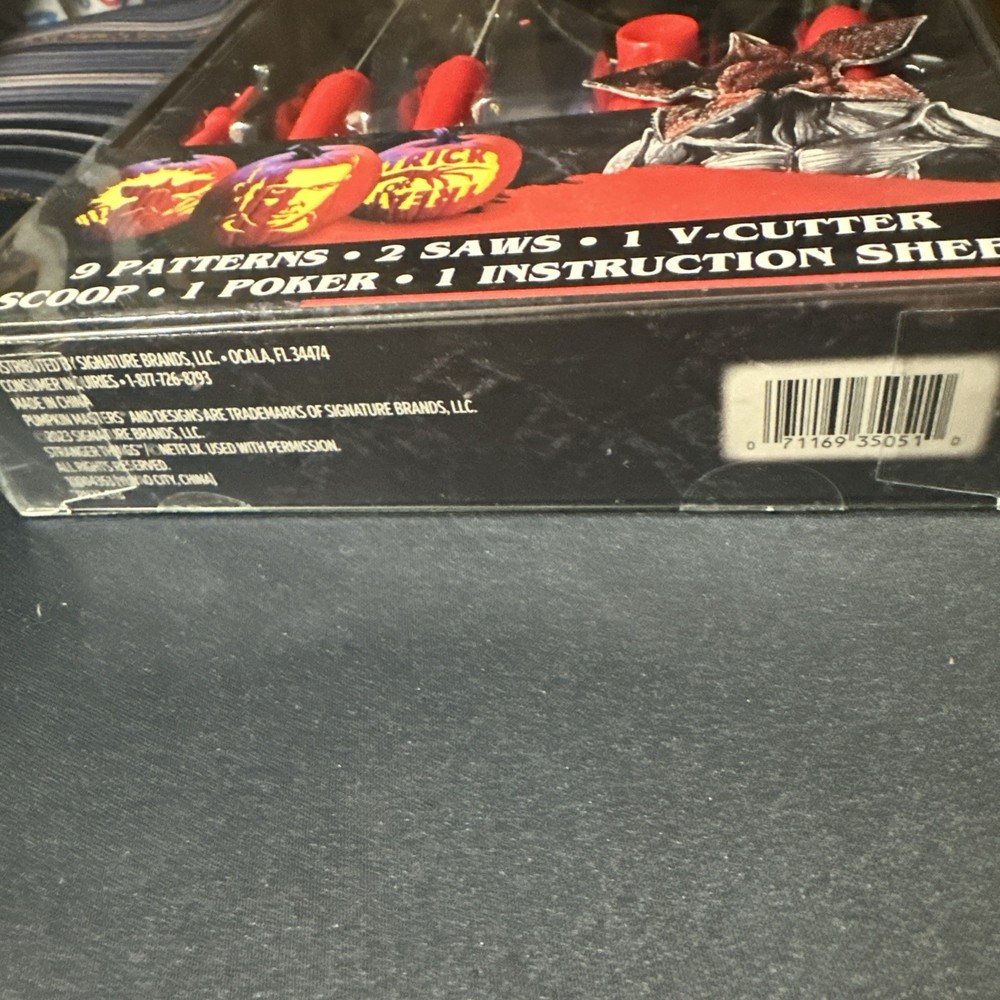 TRICK
9 PATTERNS • 2 SAWS • 1 V-CUTTER
SCOOP • 1 POKER • 1 INSTRUCTION SHEE
STRIBUTED BY SIGNATURE BRANDS, LLC. • OCALA, FL 34474
CONSUMER INQUIRIES • 1-877-726-8793
MADE IN CHINA
PUMPKIN MASTERS® AND DESIGNS ARE TRADEMARKS OF SIGNATURE BRANDS, LLC.
©2023 SIGNATURE BRANDS, LLC.
STRANGER THINGS™/© NETFLIX. USED WITH PERMISSION.
ALL RIGHTS RESERVED.
CITY, CHINA]
0 71169 35051 0